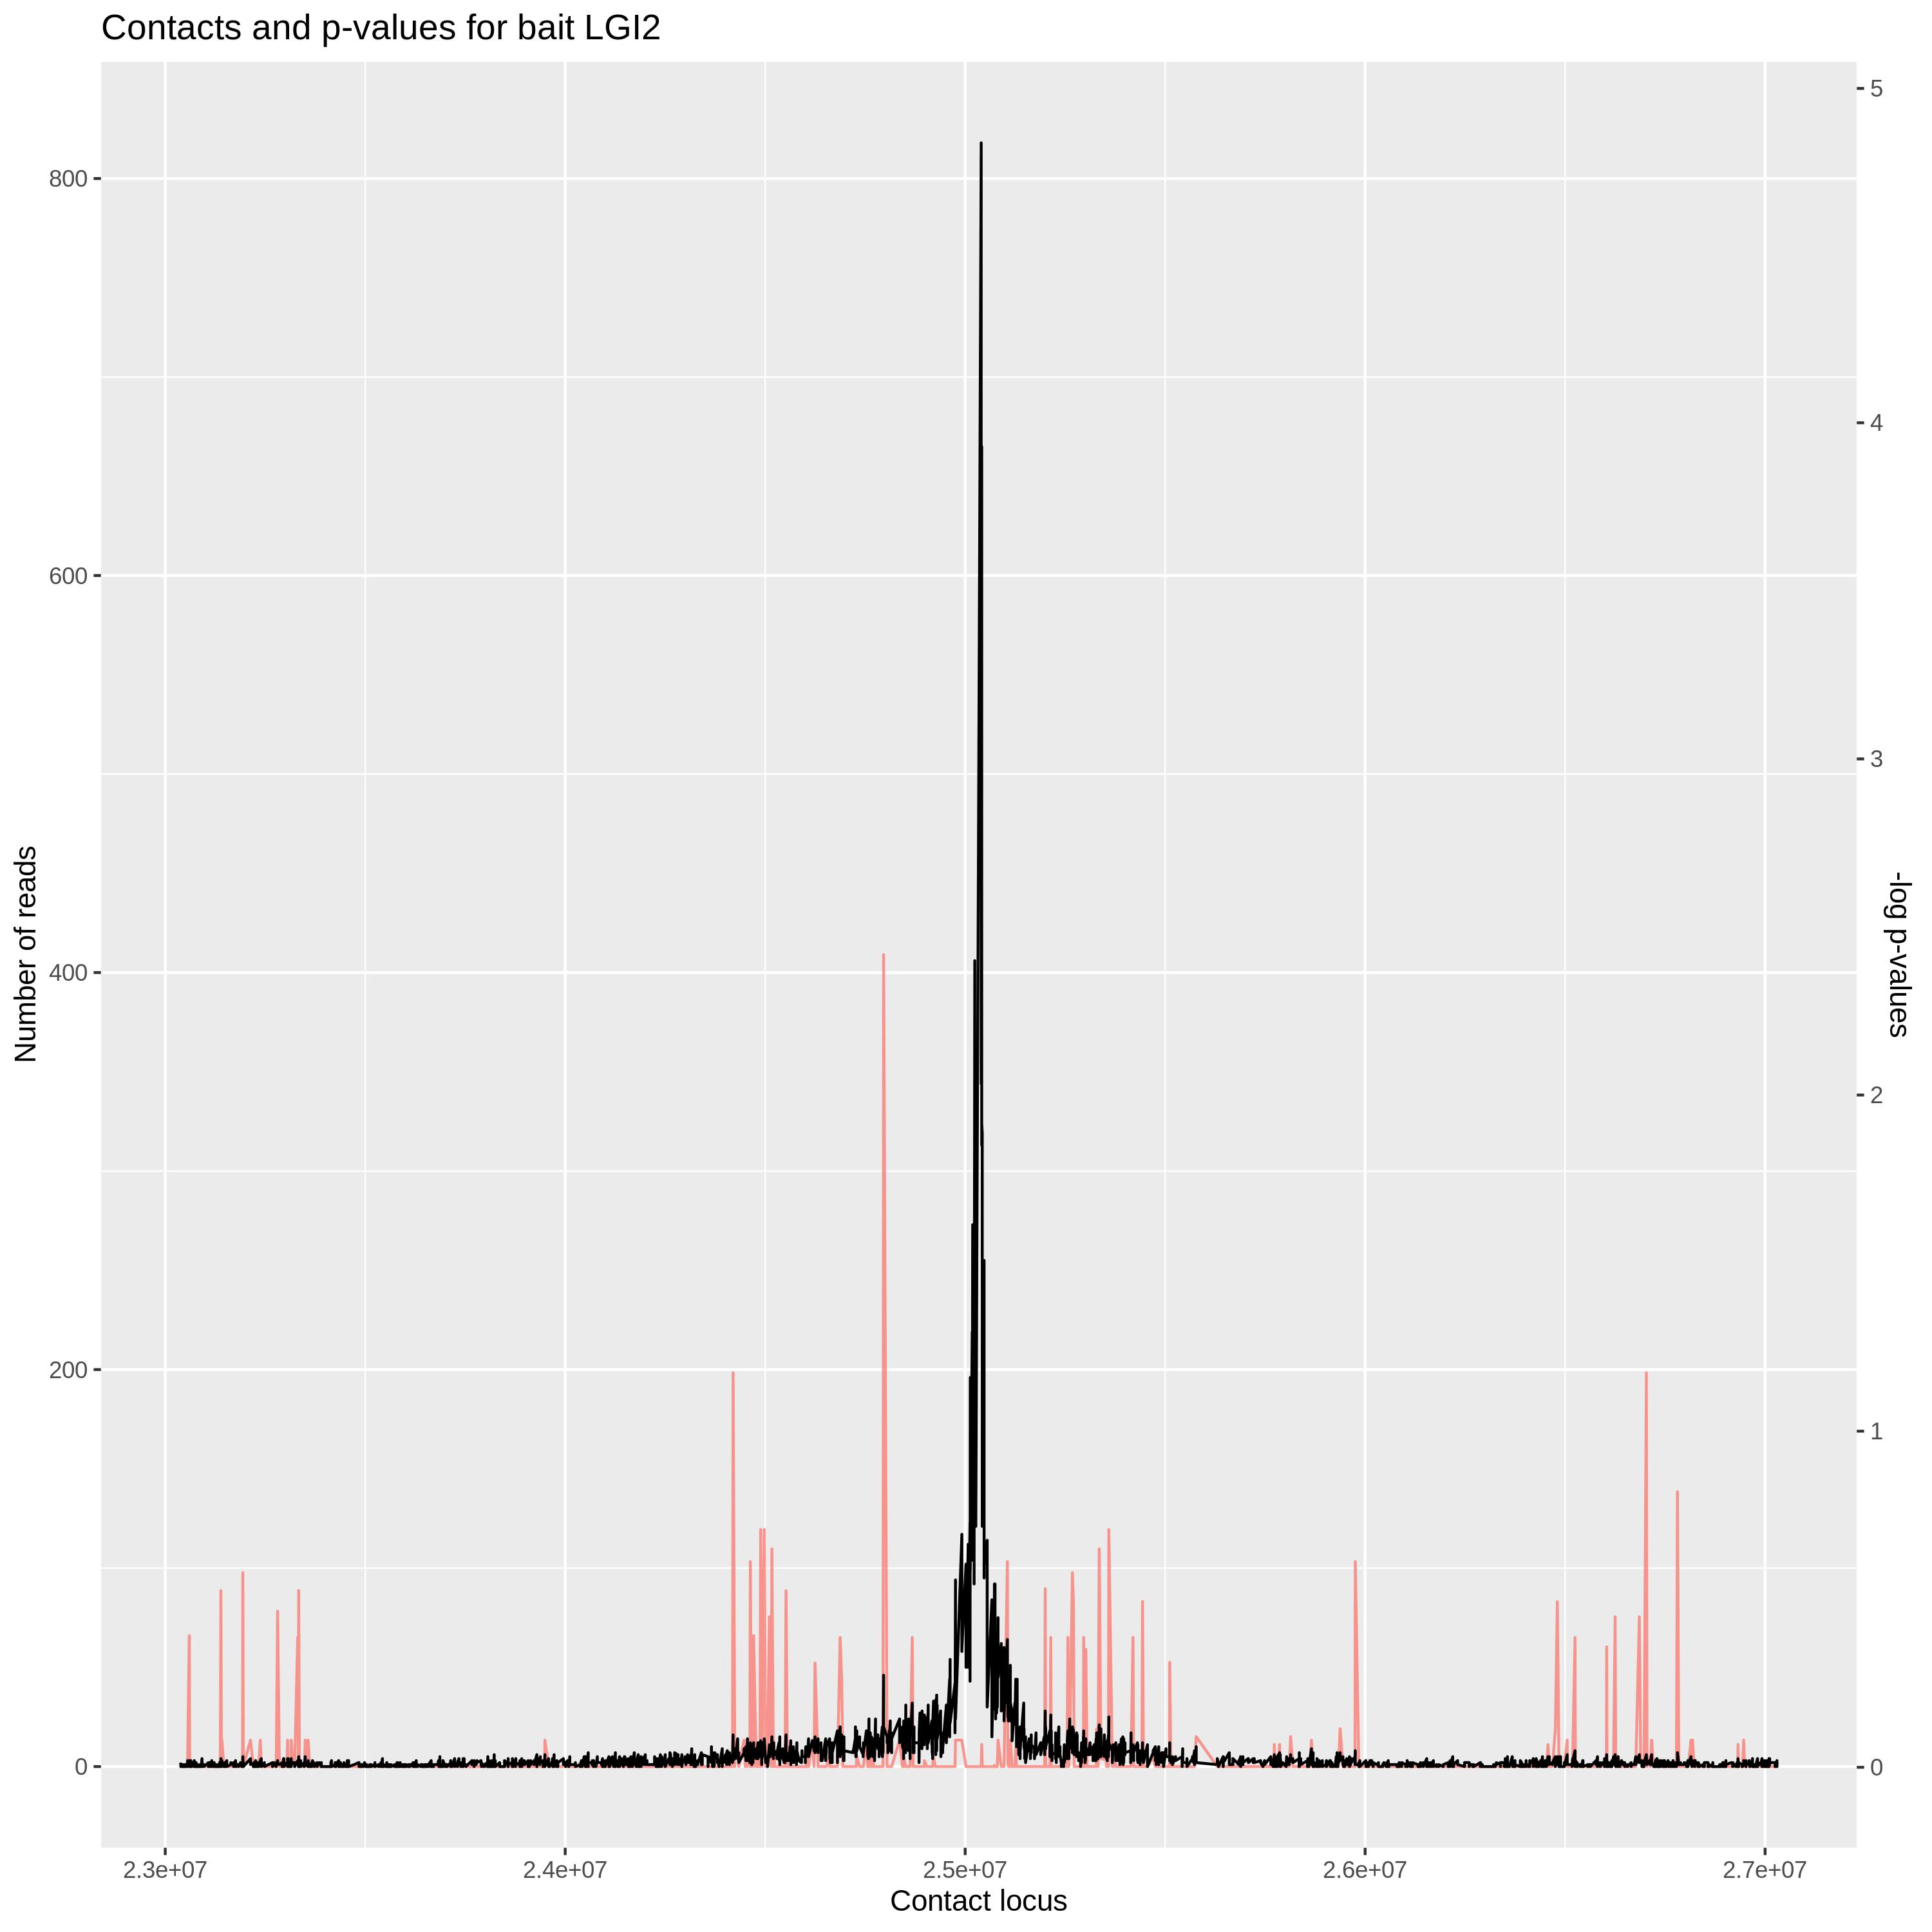 Contacts and p-values for bait LGI2
Number of reads
800
600
400
200
0
5
4
3
2
1
0
-log p-values
2.3e+07
2.4e+07
2.5e+07
2.6e+07
2.7e+07
Contact locus